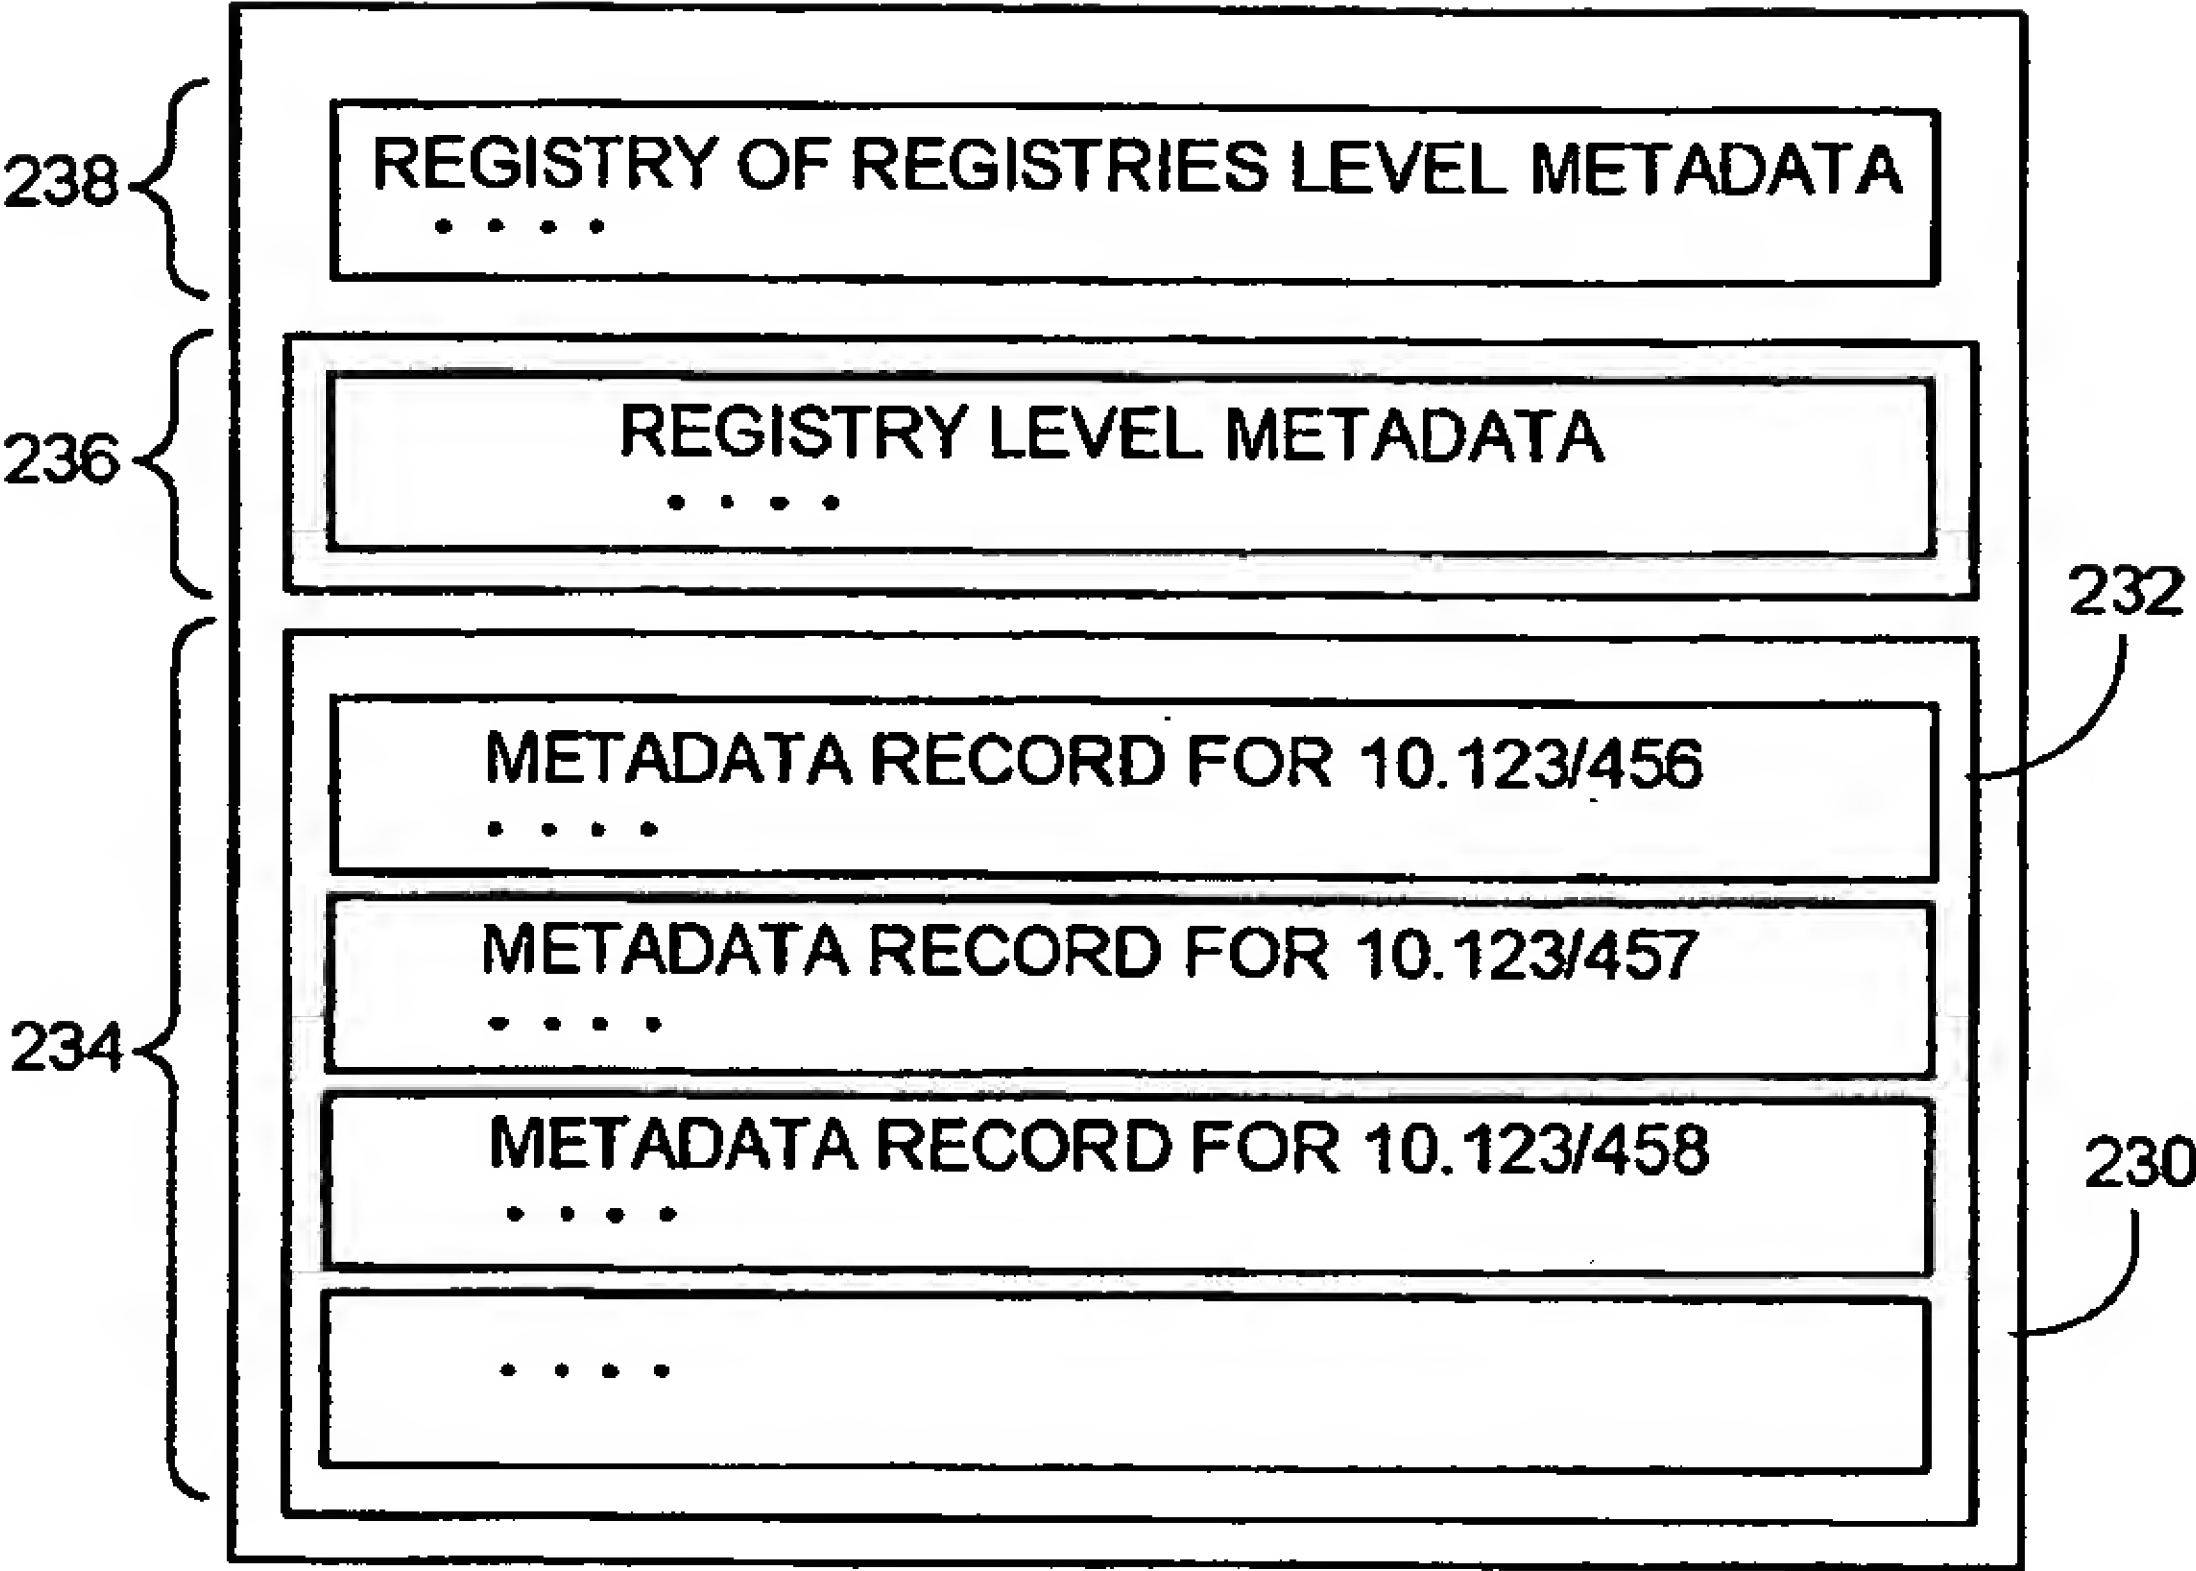 238
REGISTRY OF REGISTRIES LEVEL METADATA
. . . .
236
REGISTRY LEVEL METADATA
. . . .
232
METADATA RECORD FOR 10.123/456
. . . .
METADATA RECORD FOR 10.123/457
. . . .
234
METADATA RECORD FOR 10.123/458
. . . .
230
. . . .